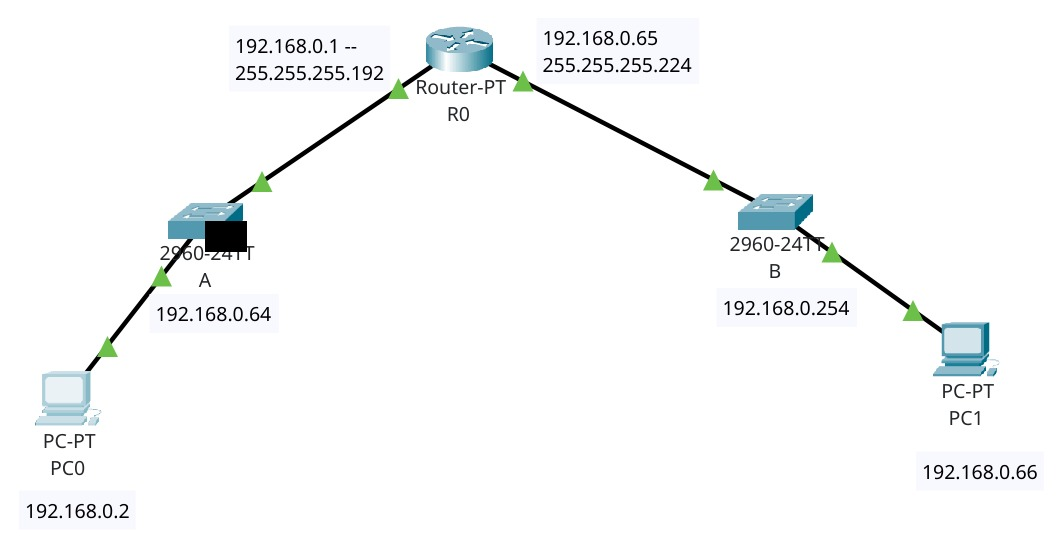 192.168.0.1 --
255.255.255.192
192.168.0.65
255.255.255.224
Router-PT
R0
2960-24TT
A
192.168.0.64
2960-24TT
B
192.168.0.254
PC-PT
PC0
192.168.0.2
PC-PT
PC1
192.168.0.66